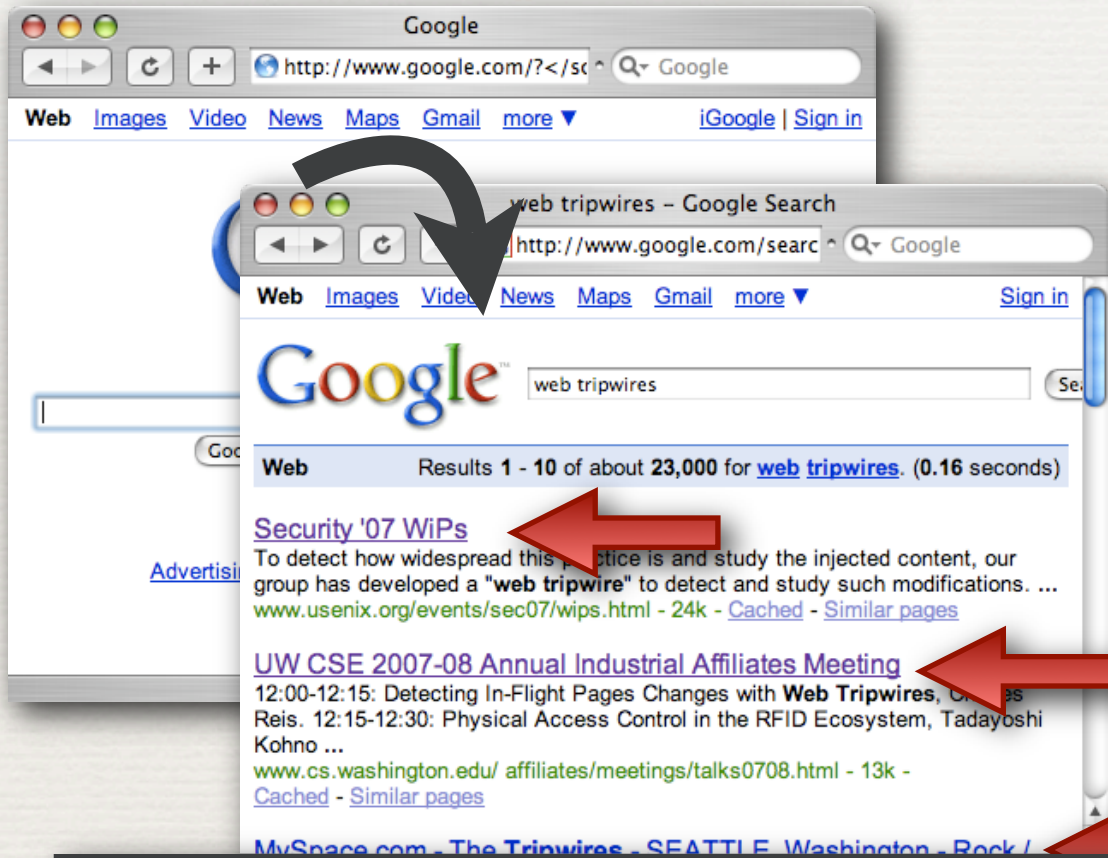 Google
http://www.google.com/?</sc
Google
Web Images Video News Maps Gmail more ▼ iGoogle | Sign in
Advertisi
web tripwires – Google Search
http://www.google.com/searc
Google
Web Images Video News Maps Gmail more ▼ Sign in
Google™ web tripwires
Web Results 1 - 10 of about 23,000 for web tripwires. (0.16 seconds)
Security '07 WiPs
To detect how widespread this practice is and study the injected content, our
group has developed a "web tripwire" to detect and study such modifications. ...
www.usenix.org/events/sec07/wips.html - 24k - Cached - Similar pages
UW CSE 2007-08 Annual Industrial Affiliates Meeting
12:00-12:15: Detecting In-Flight Pages Changes with Web Tripwires,
Reis. 12:15-12:30: Physical Access Control in the RFID Ecosystem, Tadayoshi
Kohno ...
www.cs.washington.edu/ affiliates/meetings/talks0708.html - 13k -
Cached - Similar pages
MySpace.com - The Tripwires - SEATTLE, Washington - Rock /